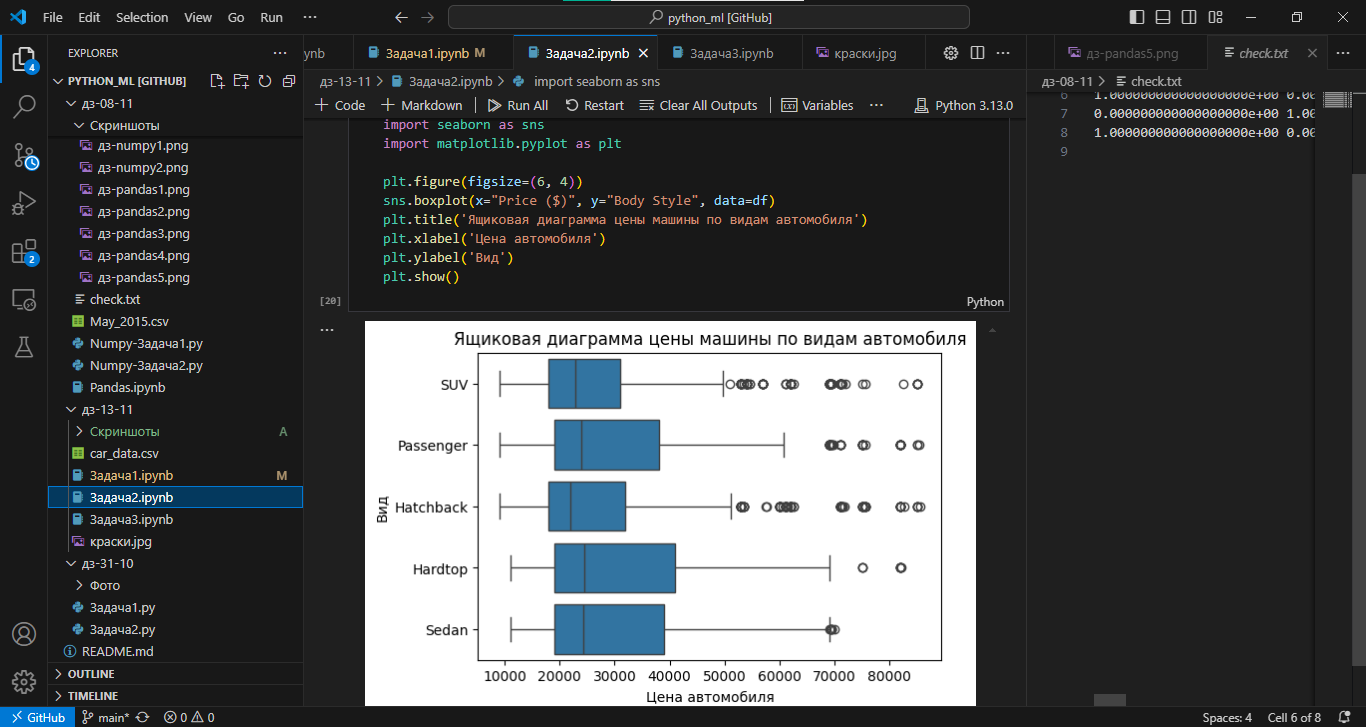 File Edit Selection View Go Run ··· python_ml [GitHub]
EXPLORER ···
PYTHON_ML [GITHUB]
дз-08-11
Скриншоты
дз-numpy1.png
дз-numpy2.png
дз-pandas1.png
дз-pandas2.png
дз-pandas3.png
дз-pandas4.png
дз-pandas5.png
check.txt
May_2015.csv
Numpy-Задача1.py
Numpy-Задача2.py
Pandas.ipynb
дз-13-11
Скриншоты A
car_data.csv
Задача1.ipynb M
Задача2.ipynb
Задача3.ipynb
краски.jpg
дз-31-10
Фото
Задача1.py
Задача2.py
README.md
OUTLINE
TIMELINE
4
2
ynb Задача1.ipynb M Задача2.ipynb Задача3.ipynb краски.jpg ···
дз-13-11 > Задача2.ipynb > import seaborn as sns
+ Code + Markdown Run All Restart Clear All Outputs Variables ··· Python 3.13.0
import seaborn as sns
import matplotlib.pyplot as plt
plt.figure(figsize=(6, 4))
sns.boxplot(x="Price ($)", y="Body Style", data=df)
plt.title('Ящиковая диаграмма цены машины по видам автомобиля')
plt.xlabel('Цена автомобиля')
plt.ylabel('Вид')
plt.show()
[20]
Python
···
Ящиковая диаграмма цены машины по видам автомобиля
SUV
Passenger
Hatchback
Hardtop
Sedan
Вид
10000 20000 30000 40000 50000 60000 70000 80000
Цена автомобиля
дз-pandas5.png check.txt ···
дз-08-11 > check.txt
6 1.000000000000000000e+00 0.00
7 0.000000000000000000e+00 1.00
8 1.000000000000000000e+00 0.00
9
GitHub main* 0 0 Spaces: 4 Cell 6 of 8